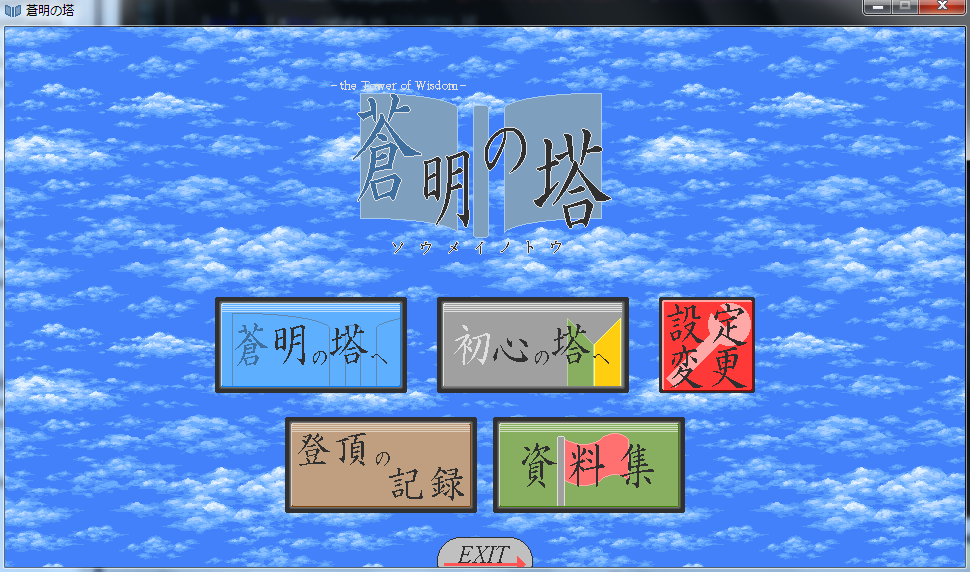 蒼明の塔
-the Tower of Wisdom-
蒼明の塔
ソウメイノトウ
蒼明の塔へ
初心の塔へ
設定
変更
登頂の
記録
資料集
EXIT